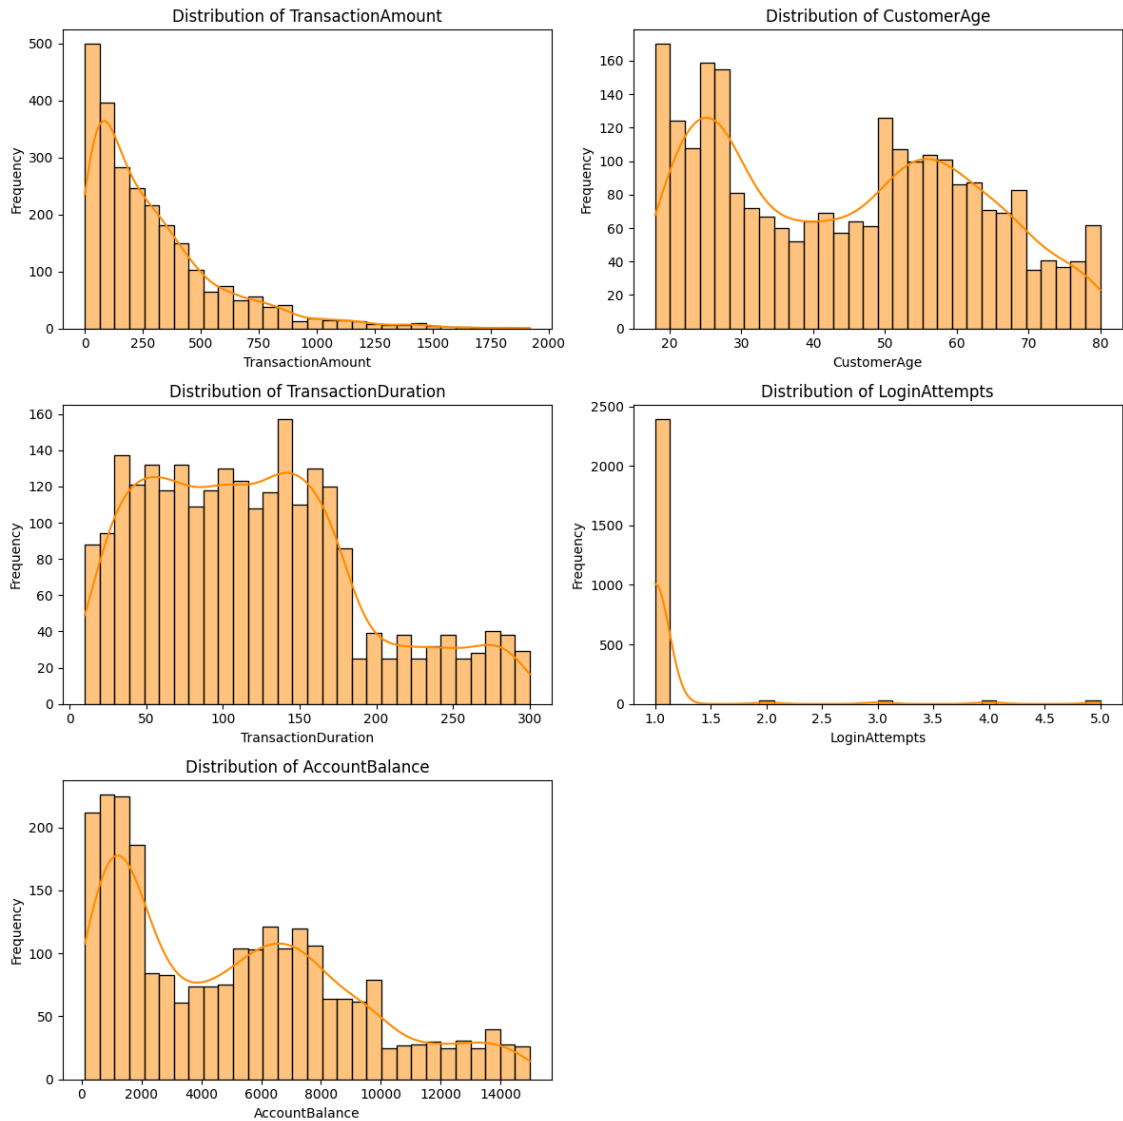 Distribution of TransactionAmount
Frequency
500
400
300
200
100
0
0 250 500 750 1000 1250 1500 1750 2000
TransactionAmount
Distribution of CustomerAge
Frequency
160
140
120
100
80
60
40
20
0
20 30 40 50 60 70 80
CustomerAge
Distribution of TransactionDuration
Frequency
160
140
120
100
80
60
40
20
0
0 50 100 150 200 250 300
TransactionDuration
Distribution of LoginAttempts
Frequency
2500
2000
1500
1000
500
0
1.0 1.5 2.0 2.5 3.0 3.5 4.0 4.5 5.0
LoginAttempts
Distribution of AccountBalance
Frequency
200
150
100
50
0
0 2000 4000 6000 8000 10000 12000 14000
AccountBalance